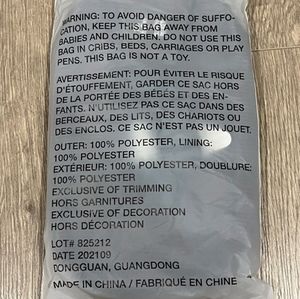 WARNING: TO AVOID DANGER OF SUFFO-
CATION, KEEP THIS BAG AWAY FROM
BABIES AND CHILDREN. DO NOT USE THIS
BAG IN CRIBS, BEDS, CARRIAGES OR PLAY
PENS. THIS BAG IS NOT A TOY.
AVERTISSEMENT: POUR ÉVITER LE RISQUE
D'ÉTOUFFEMENT, GARDER CE SAC HORS
DE LA PORTÉE DES BÉBÉS ET DES EN-
FANTS. N'UTILISEZ PAS CE SAC DANS DES
BERCEAUX, DES LITS, DES CHARIOTS OU
DES ENCLOS. CE SAC N'EST PAS UN JOUET.
OUTER: 100% POLYESTER, LINING:
100% POLYESTER
EXTÉRIEUR: 100% POLYESTER, DOUBLURE:
100% POLYESTER
EXCLUSIVE OF TRIMMING
HORS GARNITURES
EXCLUSIVE OF DECORATION
HORS DÉCORATION
LOT# 825212
DATE 202109
DONGGUAN, GUANGDONG
MADE IN CHINA / FABRIQUÉ EN CHINE